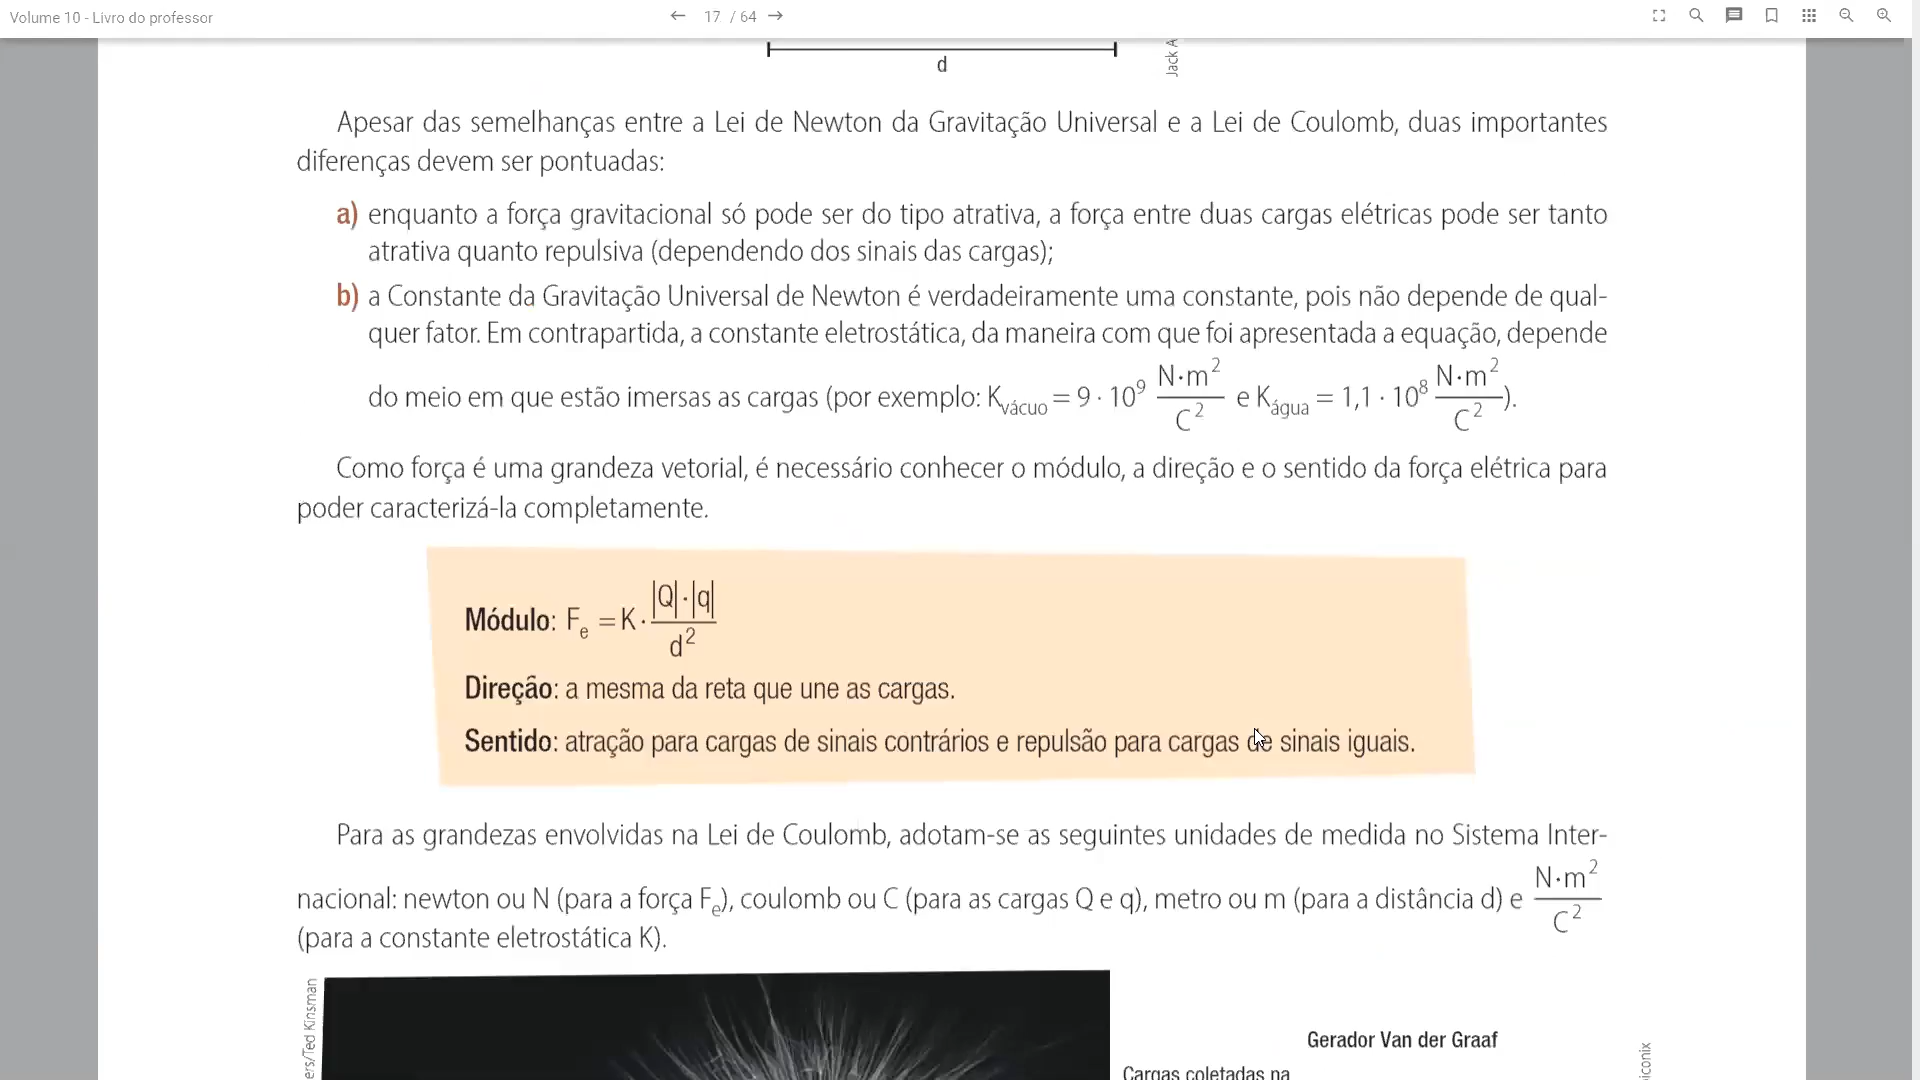 Volume 10 - Livro do professor
17 / 64
d
Jack A
Apesar das semelhanças entre a Lei de Newton da Gravitação Universal e a Lei de Coulomb, duas importantes
diferenças devem ser pontuadas:
a) enquanto a força gravitacional só pode ser do tipo atrativa, a força entre duas cargas elétricas pode ser tanto
atrativa quanto repulsiva (dependendo dos sinais das cargas);
b) a Constante da Gravitação Universal de Newton é verdadeiramente uma constante, pois não depende de qual-
quer fator. Em contrapartida, a constante eletrostática, da maneira com que foi apresentada a equação, depende
do meio em que estão imersas as cargas (por exemplo: K_vácuo = 9 · 10⁹ N·m²/C² e K_água = 1,1 · 10⁸ N·m²/C²).
Como força é uma grandeza vetorial, é necessário conhecer o módulo, a direção e o sentido da força elétrica para
poder caracterizá-la completamente.
Módulo: F_e = K · |Q|·|q|/d²
Direção: a mesma da reta que une as cargas.
Sentido: atração para cargas de sinais contrários e repulsão para cargas de sinais iguais.
Para as grandezas envolvidas na Lei de Coulomb, adotam-se as seguintes unidades de medida no Sistema Inter-
nacional: newton ou N (para a força F_e), coulomb ou C (para as cargas Q e q), metro ou m (para a distância d) e N·m²/C²
(para a constante eletrostática K).
ers/Ted Kinsman
Gerador Van der Graaf
Cargas coletadas na
iconix